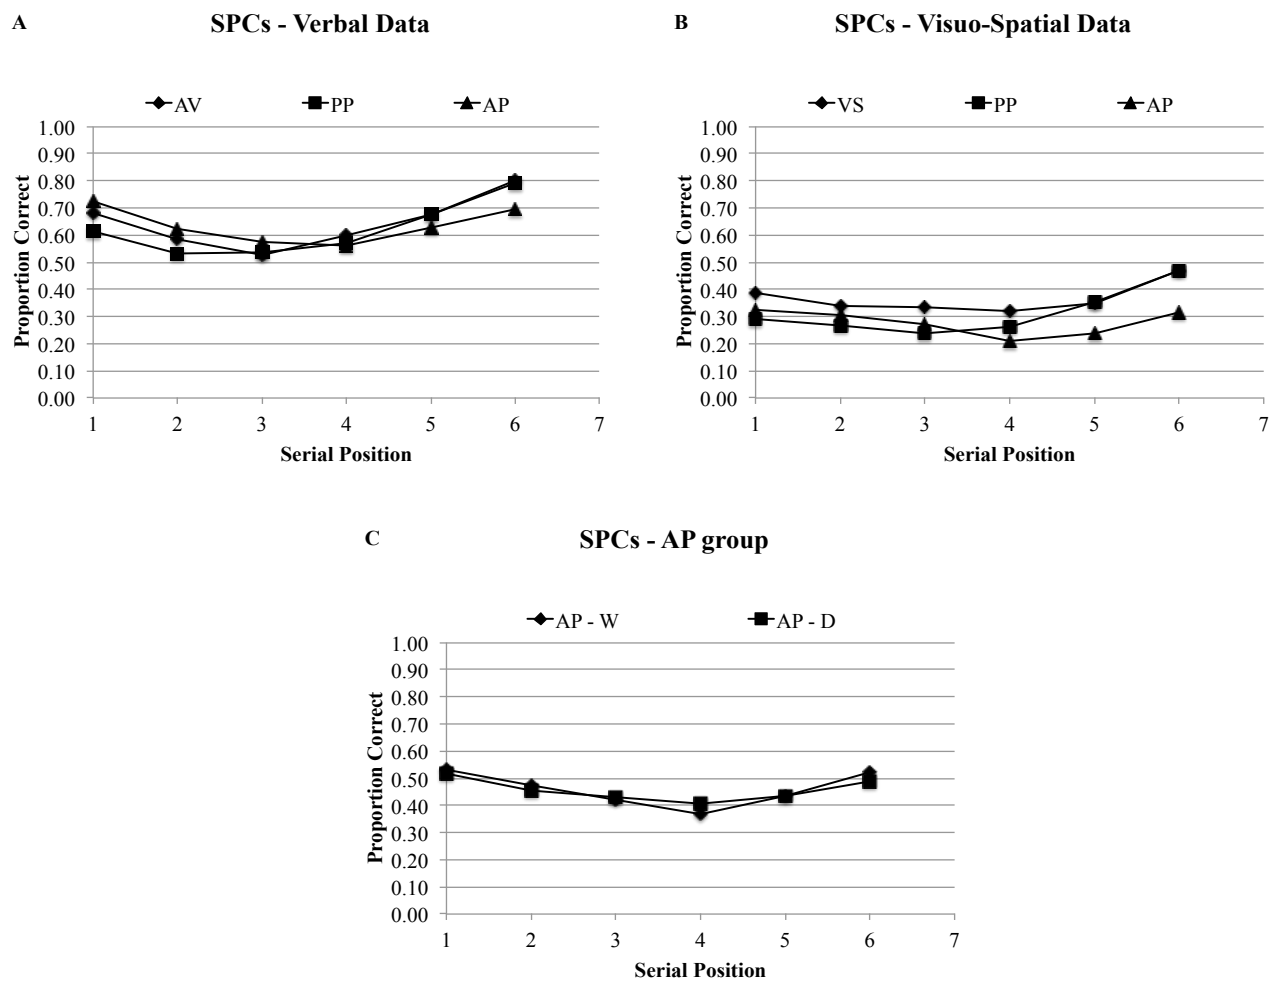 A
SPCs - Verbal Data
AV PP AP
Proportion Correct
1.00
0.90
0.80
0.70
0.60
0.50
0.40
0.30
0.20
0.10
0.00
1 2 3 4 5 6 7
Serial Position
B
SPCs - Visuo-Spatial Data
VS PP AP
Proportion Correct
1.00
0.90
0.80
0.70
0.60
0.50
0.40
0.30
0.20
0.10
0.00
1 2 3 4 5 6 7
Serial Position
C
SPCs - AP group
AP - W AP - D
Proportion Correct
1.00
0.90
0.80
0.70
0.60
0.50
0.40
0.30
0.20
0.10
0.00
1 2 3 4 5 6 7
Serial Position